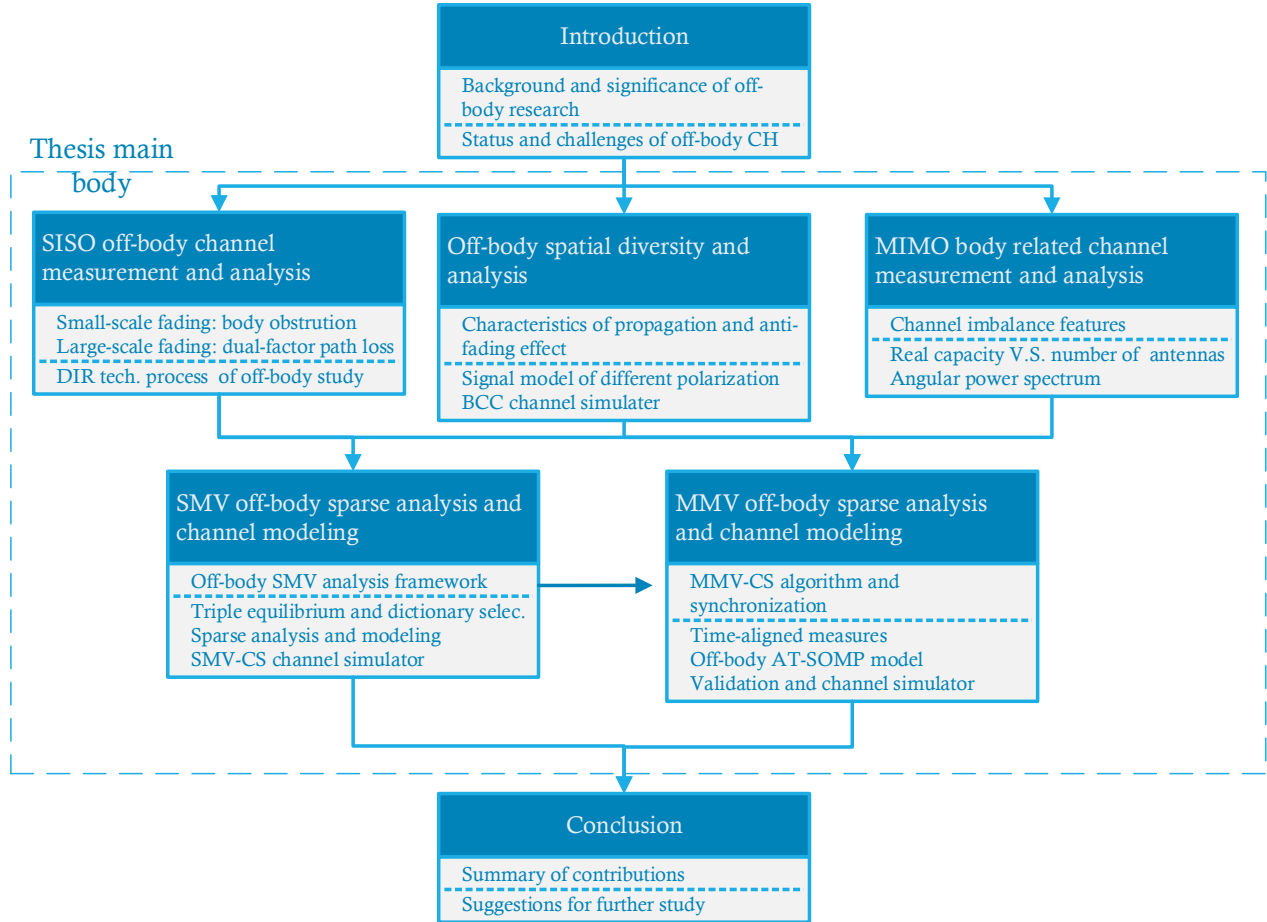 Introduction
Background and significance of off-
body research
Status and challenges of off-body CH
Thesis main
body
SISO off-body channel
measurement and analysis
Small-scale fading: body obstrution
Large-scale fading: dual-factor path loss
DIR tech. process of off-body study
Off-body spatial diversity and
analysis
Characteristics of propagation and anti-
fading effect
Signal model of different polarization
BCC channel simulater
MIMO body related channel
measurement and analysis
Channel imbalance features
Real capacity V.S. number of antennas
Angular power spectrum
SMV off-body sparse analysis and
channel modeling
Off-body SMV analysis framework
Triple equilibrium and dictionary selec.
Sparse analysis and modeling
SMV-CS channel simulator
MMV off-body sparse analysis
and channel modeling
MMV-CS algorithm and
synchronization
Time-aligned measures
Off-body AT-SOMP model
Validation and channel simulator
Conclusion
Summary of contributions
Suggestions for further study